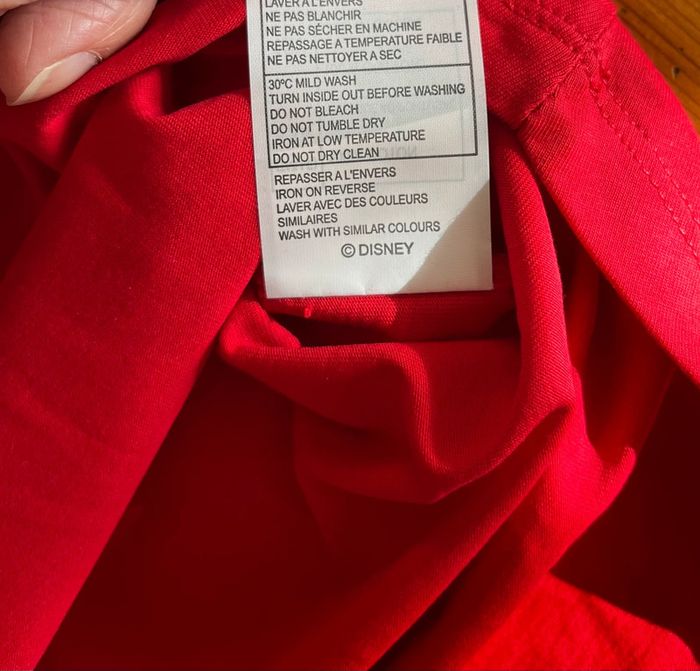 LAVER A L'ENVERS
NE PAS BLANCHIR
NE PAS SÉCHER EN MACHINE
REPASSAGE A TEMPERATURE FAIBLE
NE PAS NETTOYER A SEC
30°C MILD WASH
TURN INSIDE OUT BEFORE WASHING
DO NOT BLEACH
DO NOT TUMBLE DRY
IRON AT LOW TEMPERATURE
DO NOT DRY CLEAN
REPASSER A L'ENVERS
IRON ON REVERSE
LAVER AVEC DES COULEURS
SIMILAIRES
WASH WITH SIMILAR COLOURS
© DISNEY